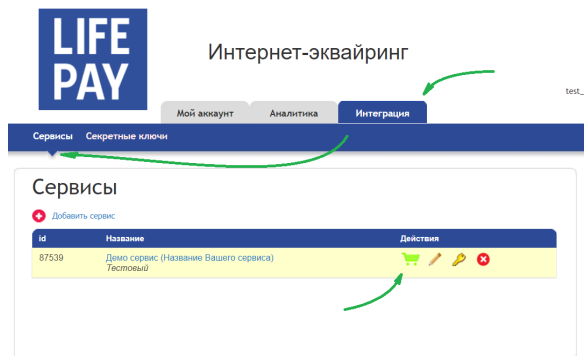 LIFE
PAY
Интернет-эквайринг
test_
Мой аккаунт Аналитика Интеграция
Сервисы Секретные ключи
Сервисы
Добавить сервис
id Название Действия
87539 Демо сервис (Название Вашего сервиса)
Тестовый